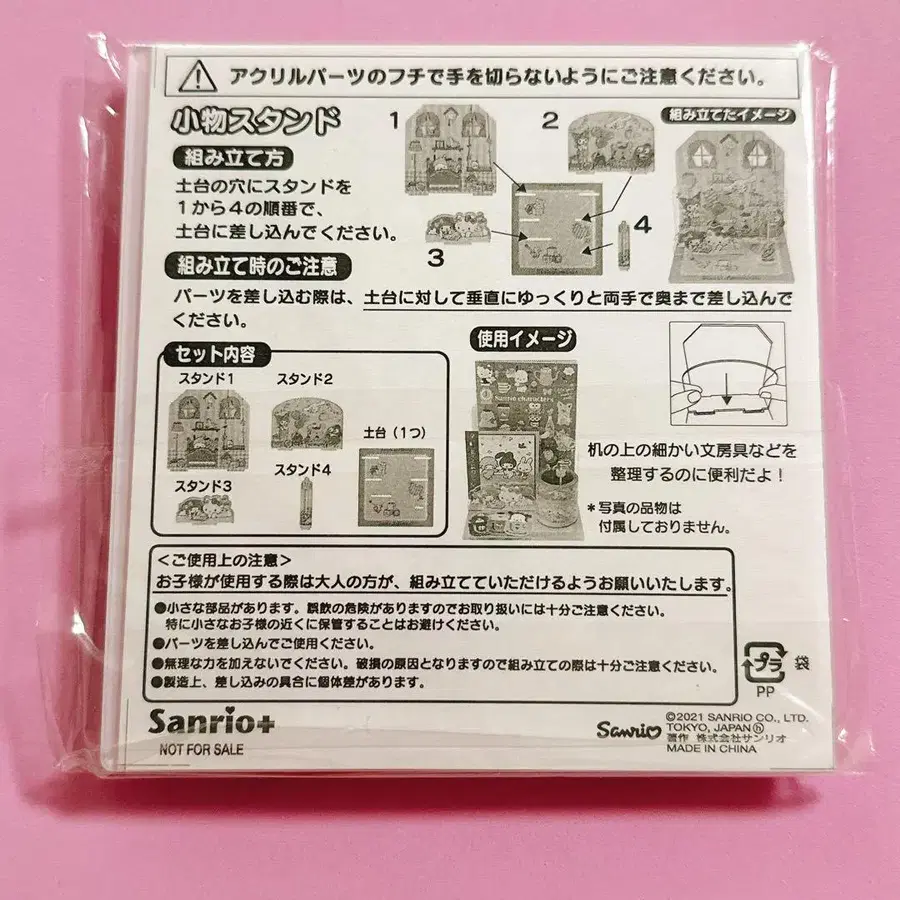 アクリルパーツのフチで手を切らないようにご注意ください。
小物スタンド
組み立て方
土台の穴にスタンドを
1から4の順番で、
土台に差し込んでください。
1
2
3
4
組み立てたイメージ
組み立て時のご注意
パーツを差し込む際は、土台に対して垂直にゆっくりと両手で奥まで差し込んで
ください。
セット内容
スタンド1
スタンド2
スタンド3
スタンド4
土台(1つ)
使用イメージ
Sanrio characters
机の上の細かい文房具などを
整理するのに便利だよ!
*写真の品物は
付属しておりません。
<ご使用上の注意>
お子様が使用する際は大人の方が、組み立てていただけるようお願いいたします。
●小さな部品があります。誤飲の危険がありますのでお取り扱いには十分ご注意ください。
特に小さなお子様の近くに保管することはお避けください。
●パーツを差し込んでご使用ください。
●無理な力を加えないでください。破損の原因となりますので組み立ての際は十分ご注意ください。
●製造上、差し込みの具合に個体差があります。
プラ 袋
PP
Sanrio+
NOT FOR SALE
Sanrio
©2021 SANRIO CO., LTD.
TOKYO, JAPAN ⓗ
著作 株式会社サンリオ
MADE IN CHINA